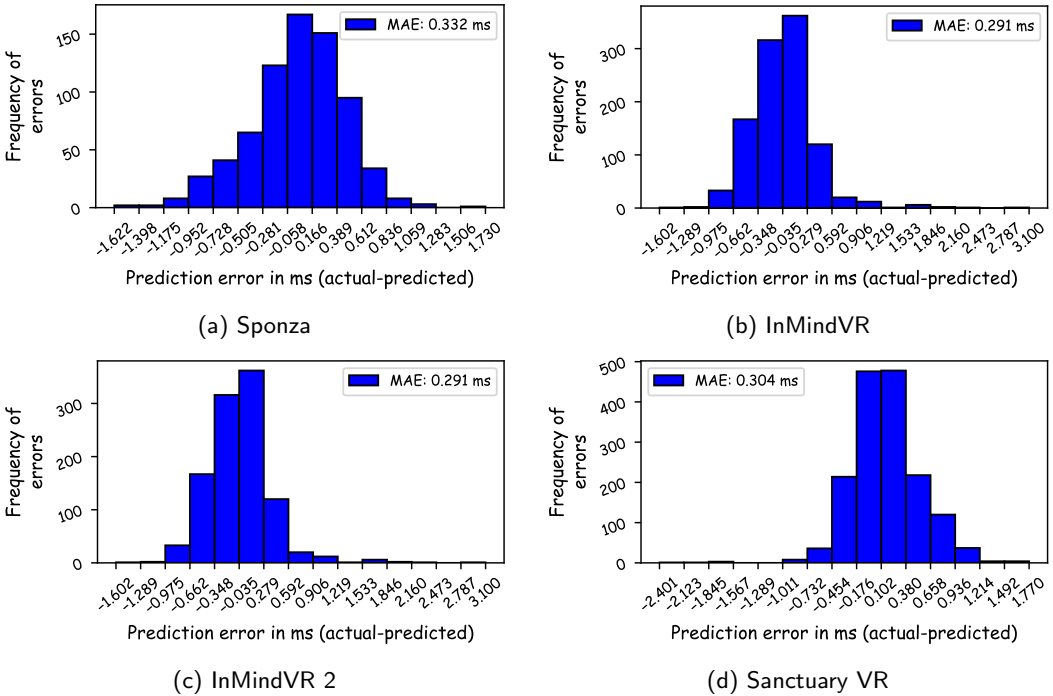 MAE: 0.332 ms
Frequency of
errors
150
100
50
0
-1.622 -1.398 -1.175 -0.952 -0.728 -0.505 -0.281 -0.058 0.166 0.389 0.612 0.836 1.059 1.283 1.506 1.730
Prediction error in ms (actual-predicted)
(a) Sponza
MAE: 0.291 ms
Frequency of
errors
300
200
100
0
-1.602 -1.289 -0.975 -0.662 -0.348 -0.035 0.279 0.592 0.906 1.219 1.533 1.846 2.160 2.473 2.787 3.100
Prediction error in ms (actual-predicted)
(b) InMindVR
MAE: 0.291 ms
Frequency of
errors
300
200
100
0
-1.602 -1.289 -0.975 -0.662 -0.348 -0.035 0.279 0.592 0.906 1.219 1.533 1.846 2.160 2.473 2.787 3.100
Prediction error in ms (actual-predicted)
(c) InMindVR 2
MAE: 0.304 ms
Frequency of
errors
500
400
300
200
100
0
-2.401 -2.123 -1.845 -1.567 -1.289 -1.011 -0.732 -0.454 -0.176 0.102 0.380 0.658 0.936 1.214 1.492 1.770
Prediction error in ms (actual-predicted)
(d) Sanctuary VR